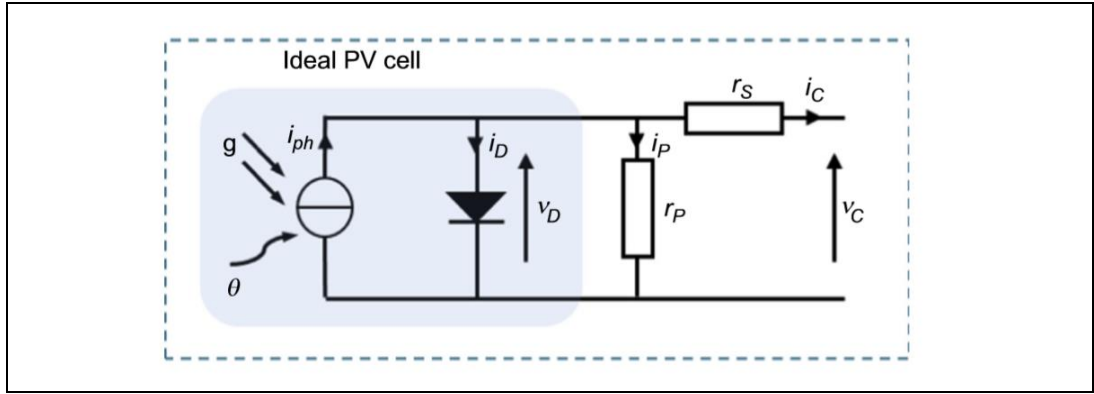 Ideal PV cell
r_S
i_C
g
i_ph
i_D
i_P
v_D
r_P
v_C
θ